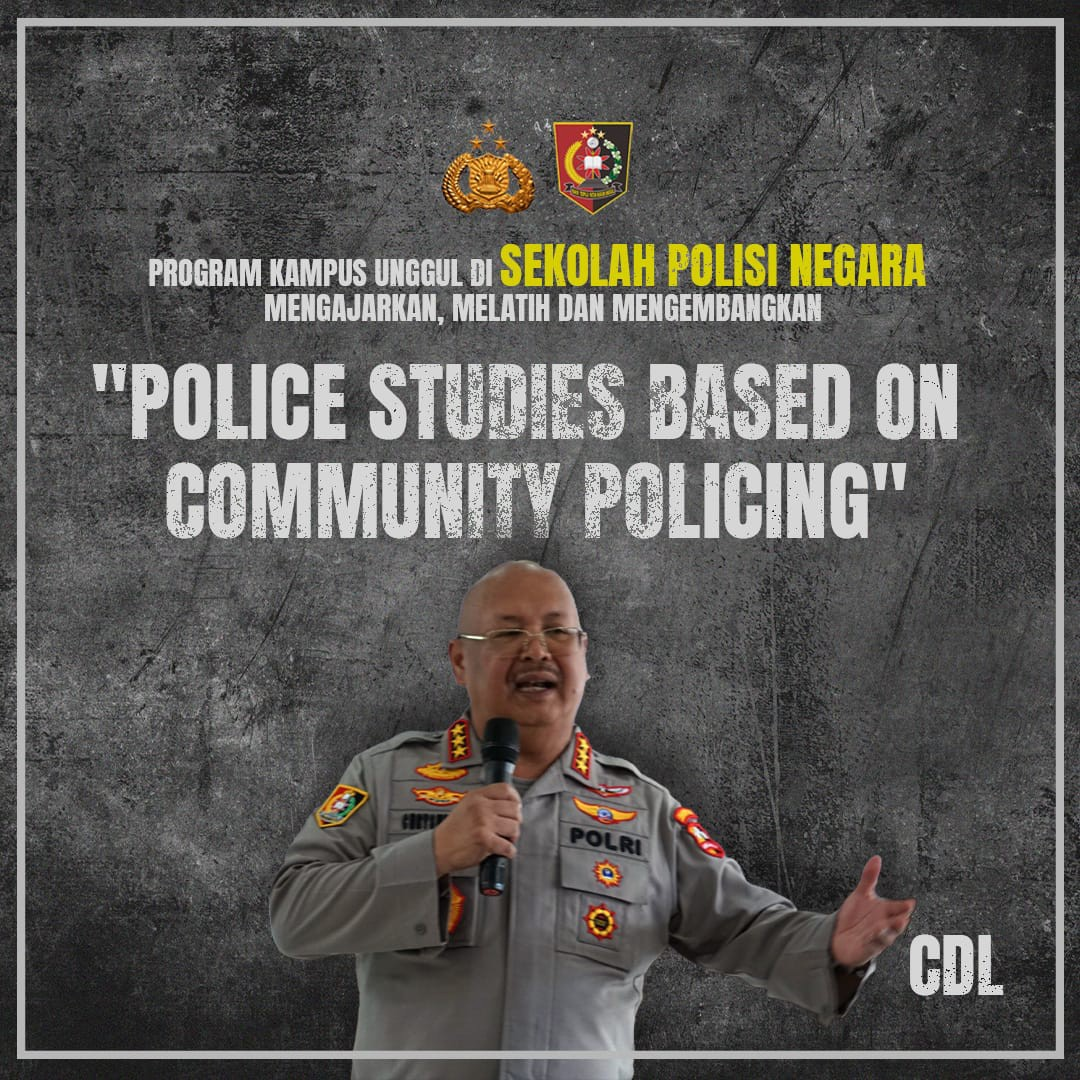 PROGRAM KAMPUS UNGGUL DI SEKOLAH POLISI NEGARA
MENGAJARKAN, MELATIH DAN MENGEMBANGKAN
"POLICE STUDIES BASED ON
COMMUNITY POLICING"
POLRI
CDL